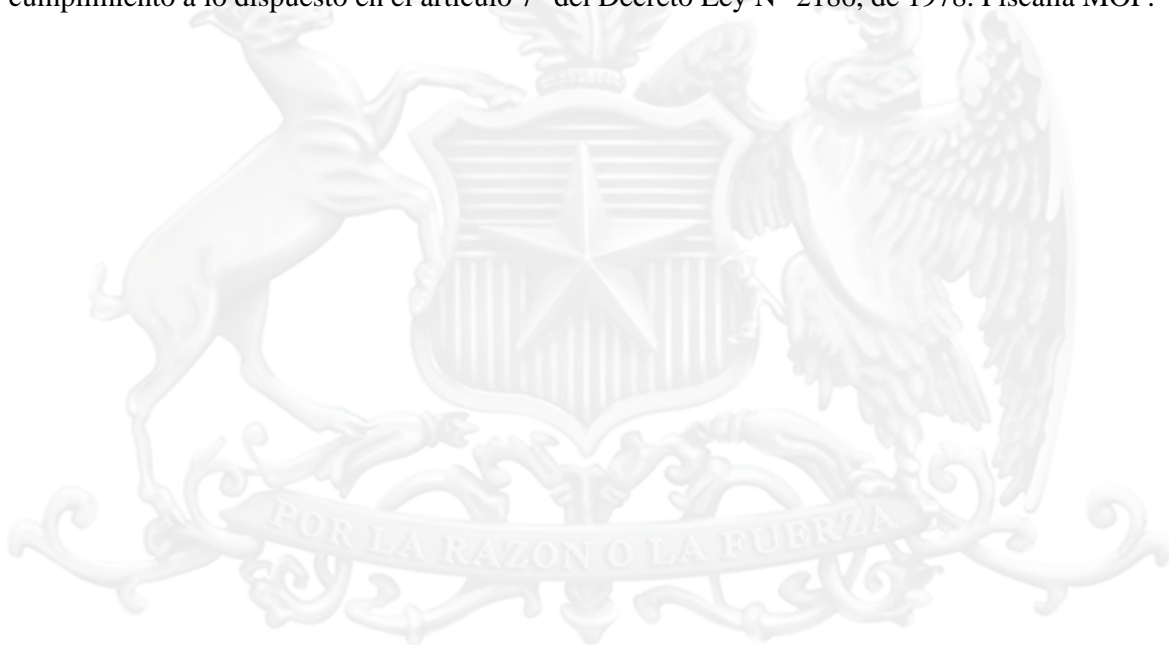 cumplimiento a lo dispuesto en el artículo 7° del Decreto Ley N° 2186, de 1978. Fiscalía MOP.
POR LA RAZON O LA FUERZA